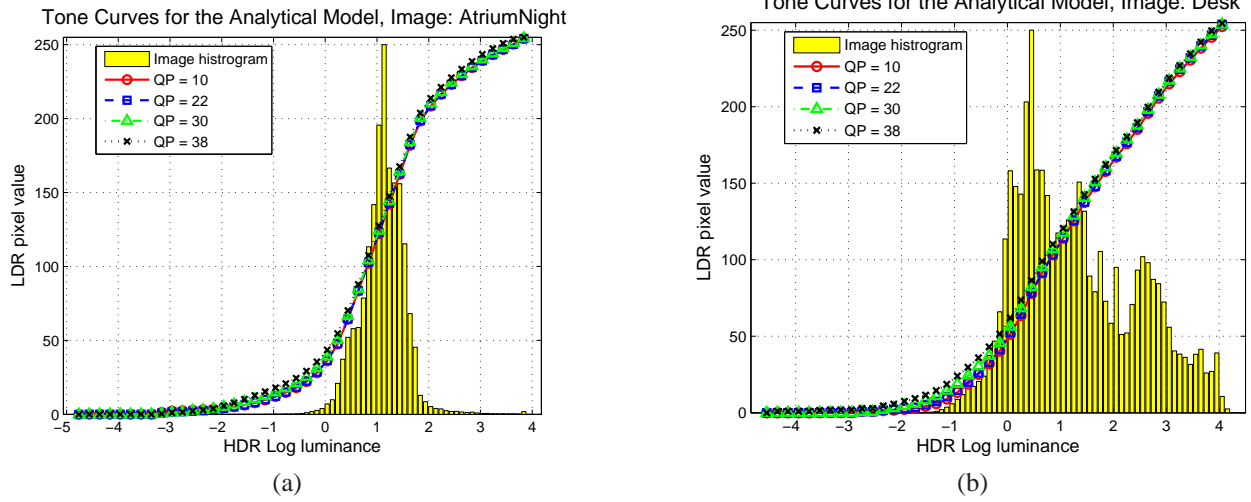 Tone Curves for the Analytical Model, Image: AtriumNight
250
200
150
100
50
0
LDR pixel value
Image histrogram
QP = 10
QP = 22
QP = 30
QP = 38
−5 −4 −3 −2 −1 0 1 2 3 4
HDR Log luminance
(a)
Tone Curves for the Analytical Model, Image: Desk
250
200
150
100
50
0
LDR pixel value
Image histrogram
QP = 10
QP = 22
QP = 30
QP = 38
−4 −3 −2 −1 0 1 2 3 4
HDR Log luminance
(b)